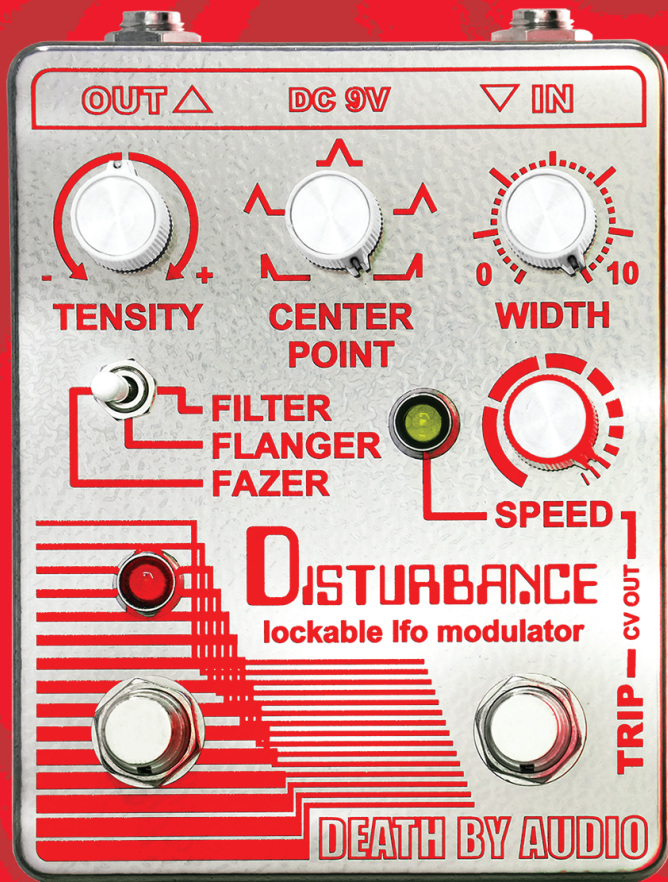 OUT DC 9V IN
- +
0 10
TENSITY CENTER POINT WIDTH
FILTER
FLANGER
FAZER
SPEED
DISTURBANCE
lockable lfo modulator
TRIP CV OUT
DEATH BY AUDIO